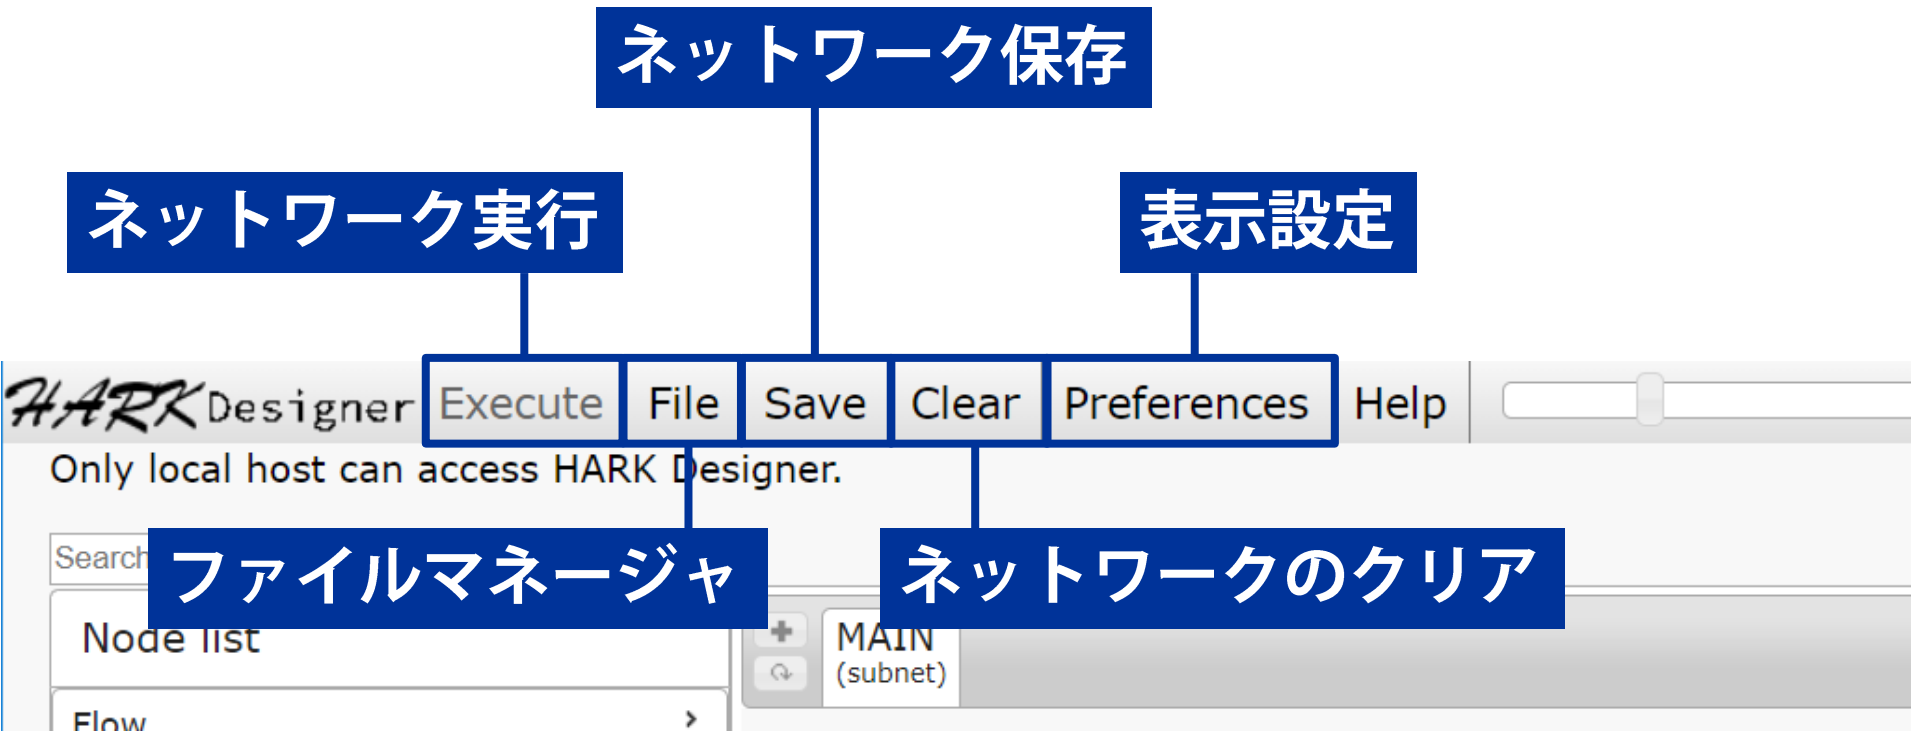 ネットワーク保存
ネットワーク実行
表示設定
HARK Designer Execute File Save Clear Preferences Help
Only local host can access HARK Designer.
Search
ファイルマネージャ
ネットワークのクリア
Node list
MAIN
(subnet)
Flow